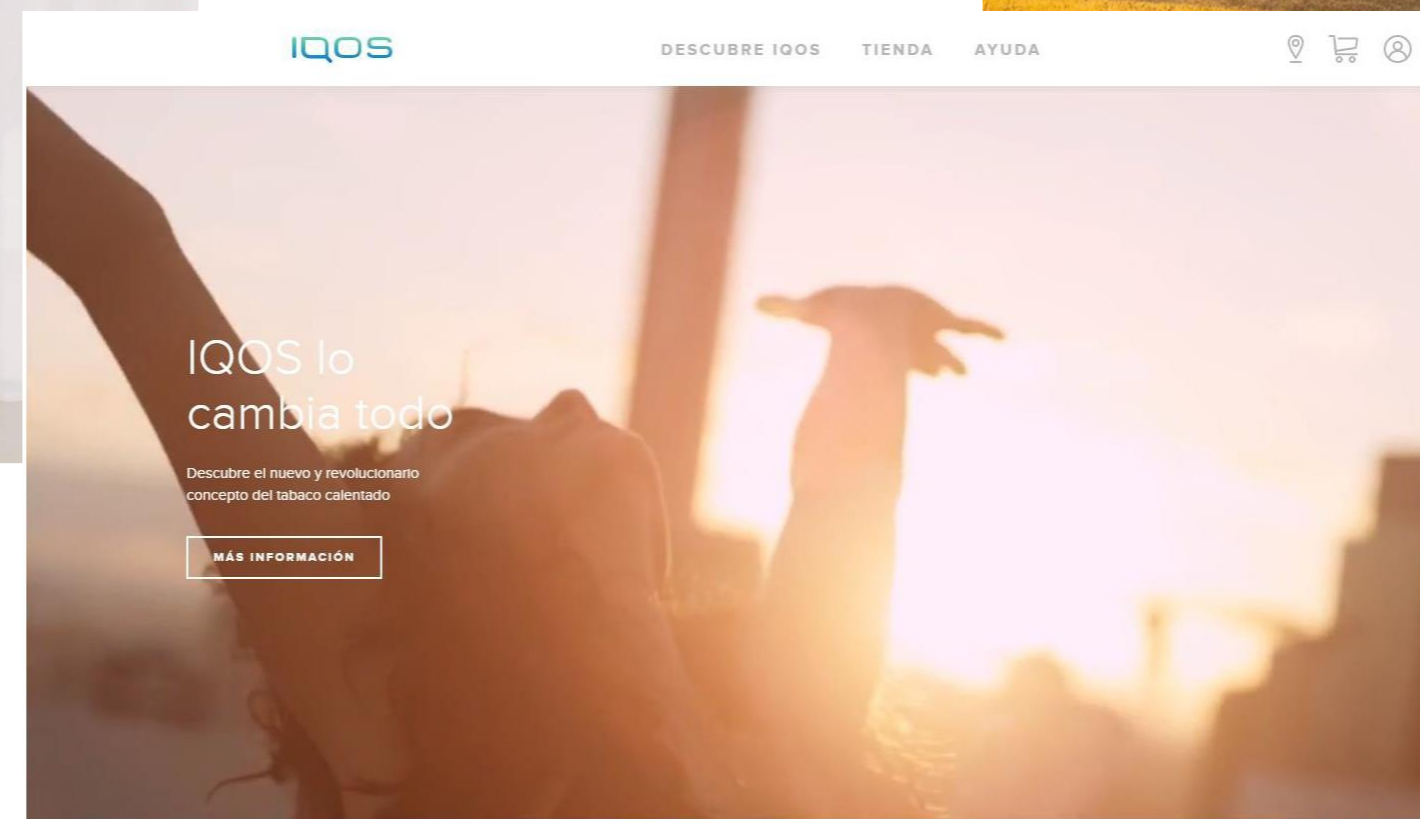 IQOS
DESCUBRE IQOS TIENDA AYUDA
IQOS lo
cambia todo
Descubre el nuevo y revolucionario
concepto del tabaco calentado
MÁS INFORMACIÓN